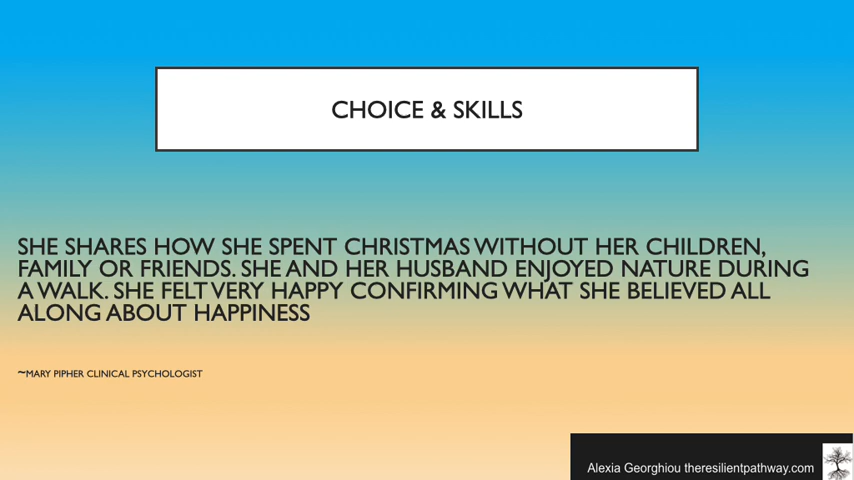 CHOICE & SKILLS
SHE SHARES HOW SHE SPENT CHRISTMAS WITHOUT HER CHILDREN,
FAMILY OR FRIENDS. SHE AND HER HUSBAND ENJOYED NATURE DURING
A WALK. SHE FELT VERY HAPPY CONFIRMING WHAT SHE BELIEVED ALL
ALONG ABOUT HAPPINESS
~MARY PIPHER CLINICAL PSYCHOLOGIST
Alexia Georghiou theresilientpathway.com